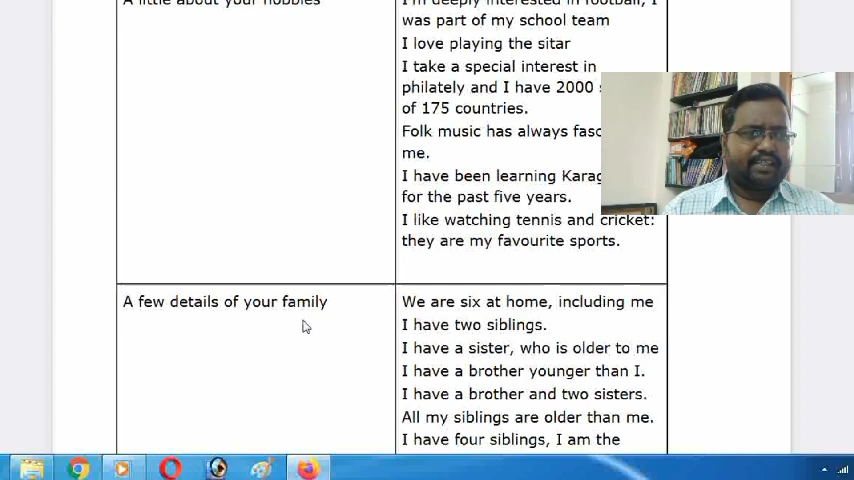 A little about your hobbies
I'm deeply interested in football, I
was part of my school team
I love playing the sitar
I take a special interest in
philately and I have 2000
of 175 countries.
Folk music has always
me.
I have been learning
for the past five years.
I like watching tennis and cricket:
they are my favourite sports.
A few details of your family
We are six at home, including me
I have two siblings.
I have a sister, who is older to me
I have a brother younger than I.
I have a brother and two sisters.
All my siblings are older than me.
I have four siblings, I am the